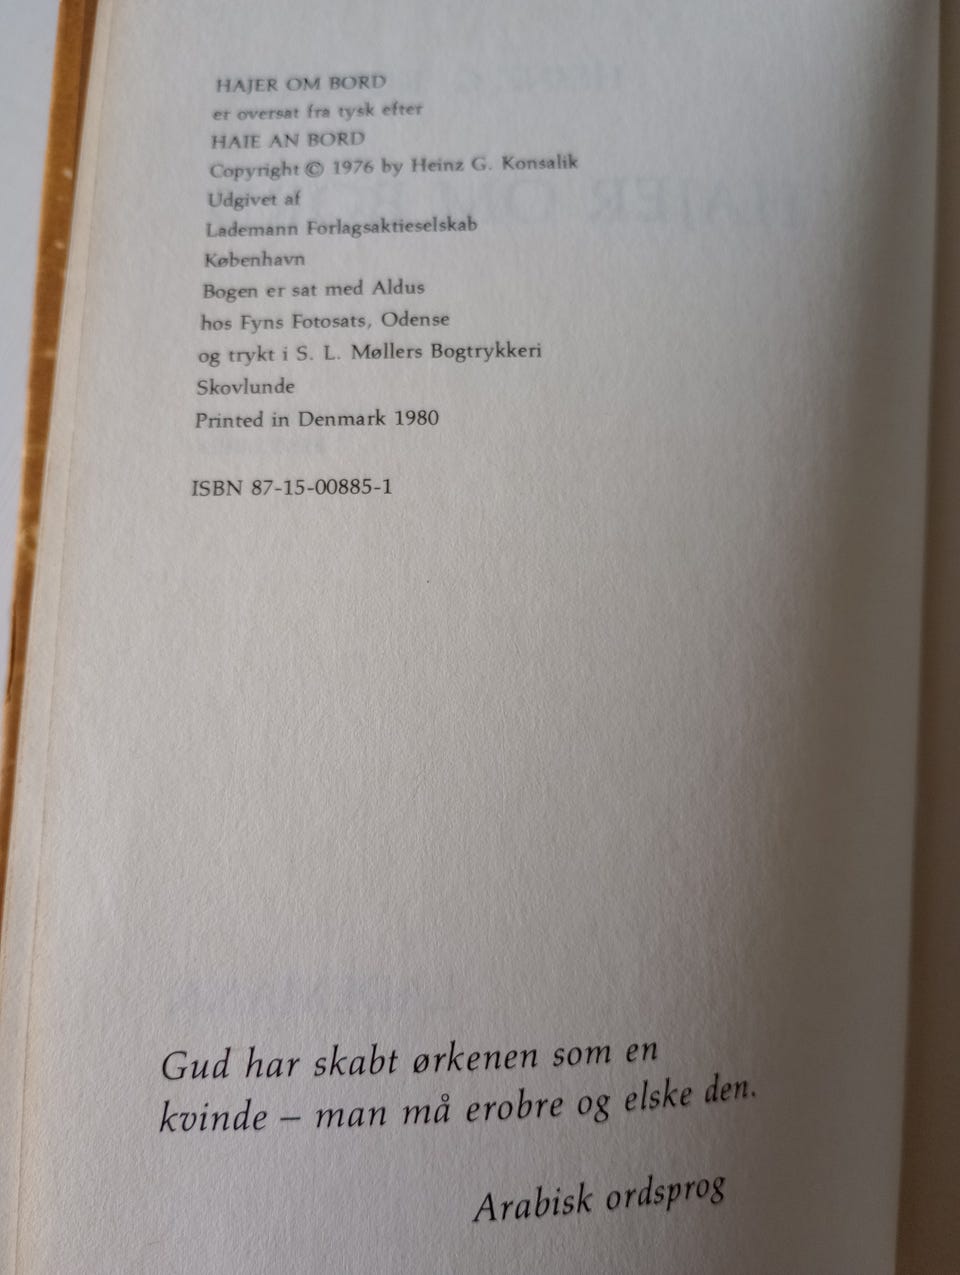 HAJER OM BORD
er oversat fra tysk efter
HAIE AN BORD
Copyright © 1976 by Heinz G. Konsalik
Udgivet af
Lademann Forlagsaktieselskab
København
Bogen er sat med Aldus
hos Fyns Fotosats, Odense
og trykt i S. L. Møllers Bogtrykkeri
Skovlunde
Printed in Denmark 1980
ISBN 87-15-00885-1
Gud har skabt ørkenen som en
kvinde – man må erobre og elske den.
Arabisk ordsprog